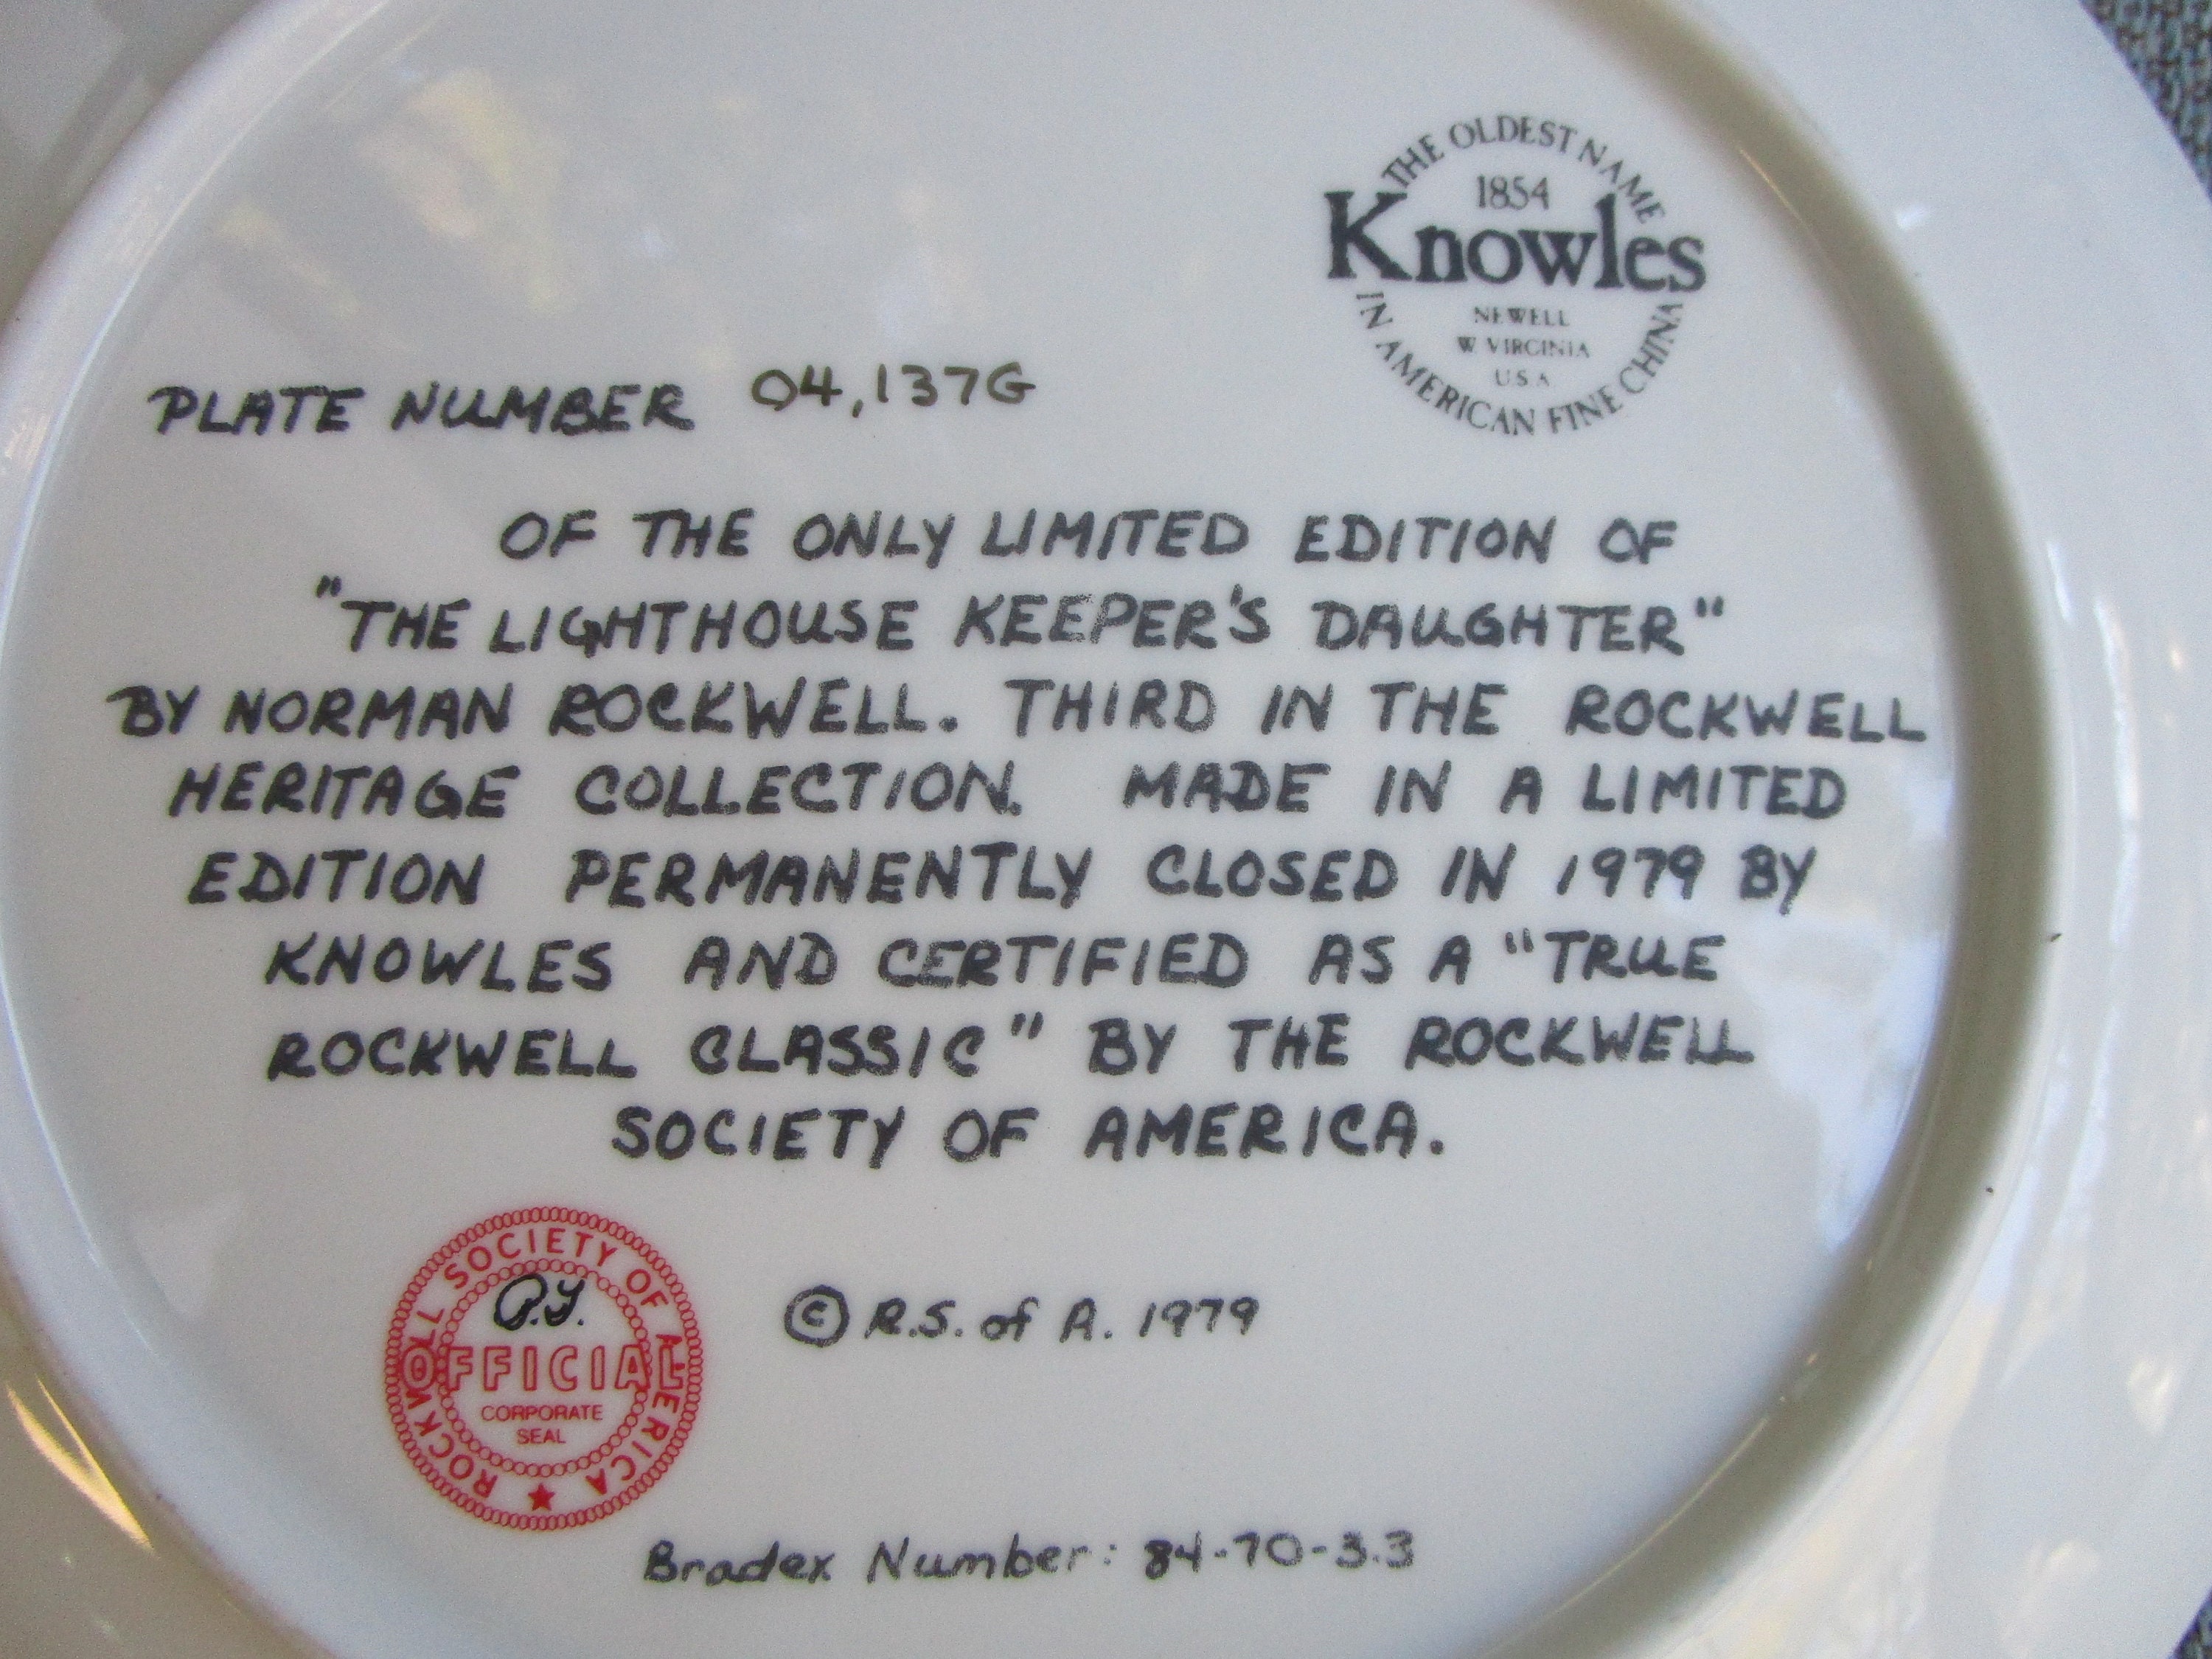 THE OLDEST NAME
1854
Knowles
NEWELL
W VIRGINIA
U.S.A
IN AMERICAN FINE CHINA
PLATE NUMBER 04,137G
OF THE ONLY LIMITED EDITION OF
"THE LIGHTHOUSE KEEPER'S DAUGHTER"
BY NORMAN ROCKWELL. THIRD IN THE ROCKWELL
HERITAGE COLLECTION. MADE IN A LIMITED
EDITION PERMANENTLY CLOSED IN 1979 BY
KNOWLES AND CERTIFIED AS A "TRUE
ROCKWELL CLASSIC" BY THE ROCKWELL
SOCIETY OF AMERICA.
ROCKWELL SOCIETY OF AMERICA
P.Y.
OFFICIAL
CORPORATE
SEAL
© R.S. of A. 1979
Bradex Number: 84-70-3.3